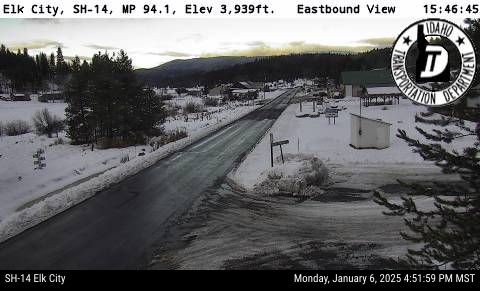 Elk City, SH-14, MP 94.1, Elev 3,939ft. Eastbound View 15:46:45
IDAHO
TRANSPORTATION DEPARTMENT
SH-14 Elk City Monday, January 6, 2025 4:51:59 PM MST